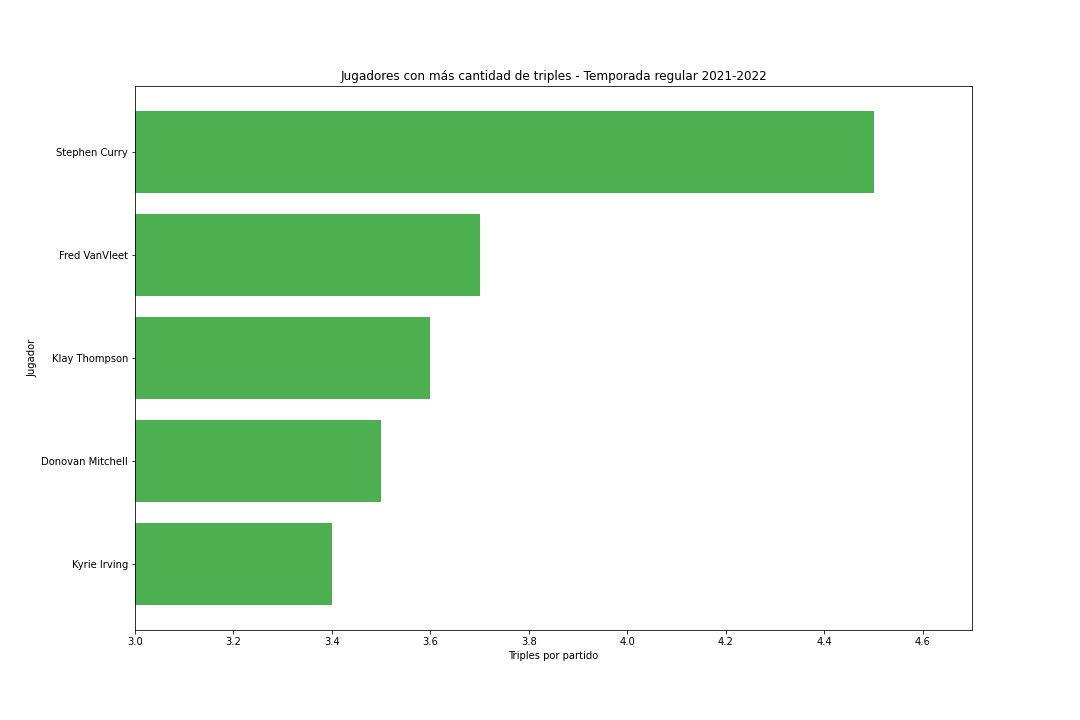 Jugadores con más cantidad de triples - Temporada regular 2021-2022
Jugador
Stephen Curry
Fred VanVleet
Klay Thompson
Donovan Mitchell
Kyrie Irving
3.0 3.2 3.4 3.6 3.8 4.0 4.2 4.4 4.6
Triples por partido